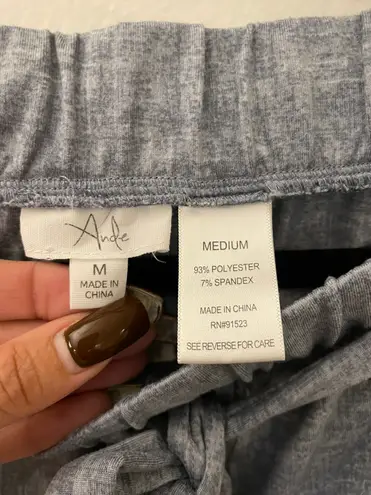 Ande
M
MADE IN
CHINA
MEDIUM
93% POLYESTER
7% SPANDEX
MADE IN CHINA
RN#91523
SEE REVERSE FOR CARE